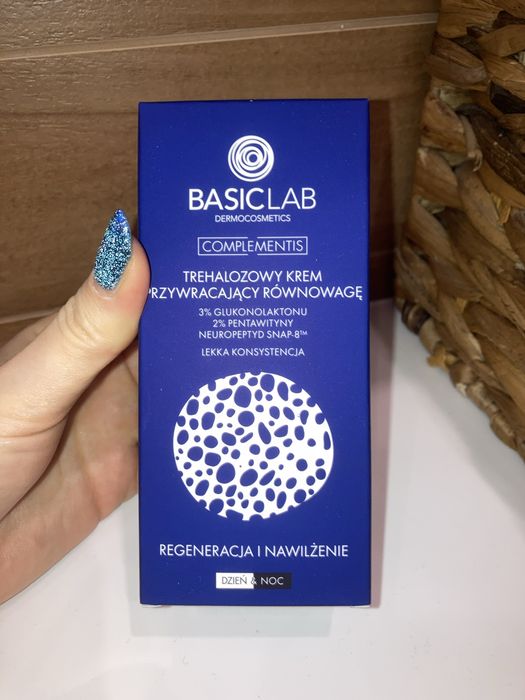 BASICLAB
DERMOCOSMETICS
COMPLEMENTIS
TREHALOZOWY KREM
PRZYWRACAJĄCY RÓWNOWAGĘ
3% GLUKONOLAKTONU
2% PENTAWITYNY
NEUROPEPTYD SNAP-8™
LEKKA KONSYSTENCJA
REGENERACJA I NAWILŻENIE
DZIEŃ & NOC